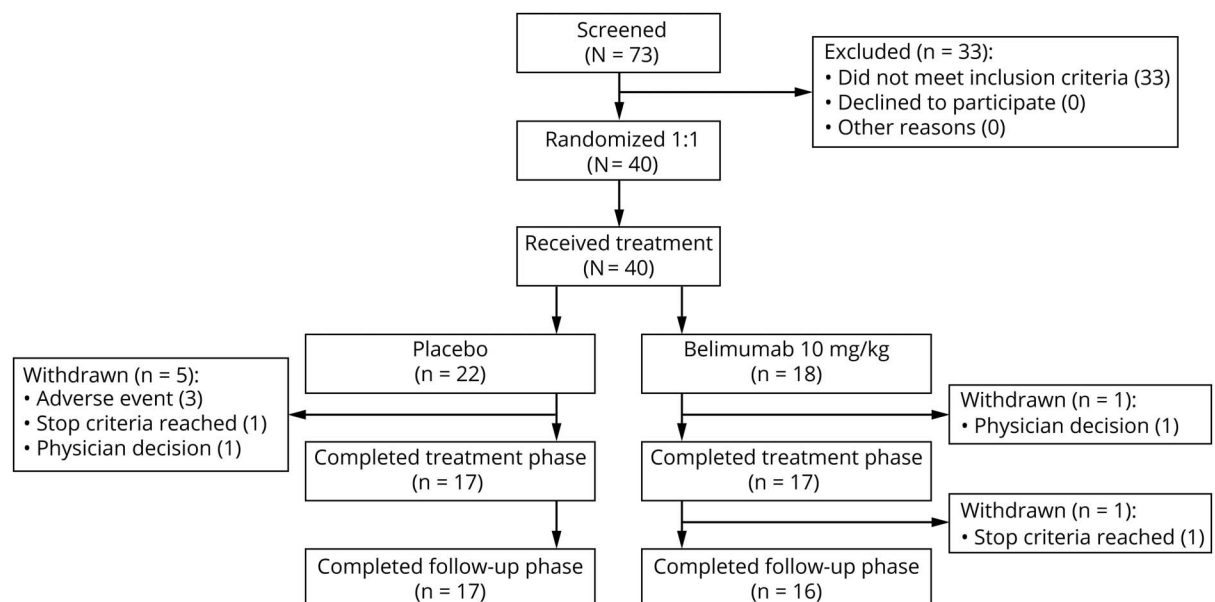 Screened
(N = 73)
Excluded (n = 33):
• Did not meet inclusion criteria (33)
• Declined to participate (0)
• Other reasons (0)
Randomized 1:1
(N = 40)
Received treatment
(N = 40)
Placebo
(n = 22)
Belimumab 10 mg/kg
(n = 18)
Withdrawn (n = 5):
• Adverse event (3)
• Stop criteria reached (1)
• Physician decision (1)
Withdrawn (n = 1):
• Physician decision (1)
Completed treatment phase
(n = 17)
Completed treatment phase
(n = 17)
Withdrawn (n = 1):
• Stop criteria reached (1)
Completed follow-up phase
(n = 17)
Completed follow-up phase
(n = 16)